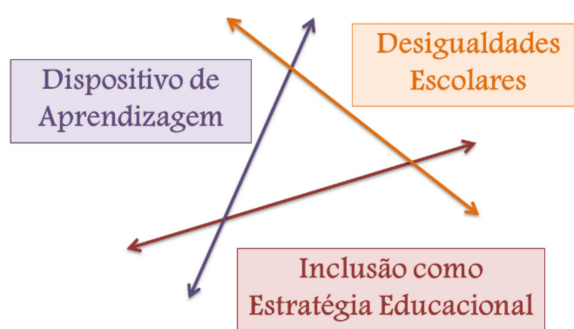 Dispositivo de
Aprendizagem
Desigualdades
Escolares
Inclusão como
Estratégia Educacional